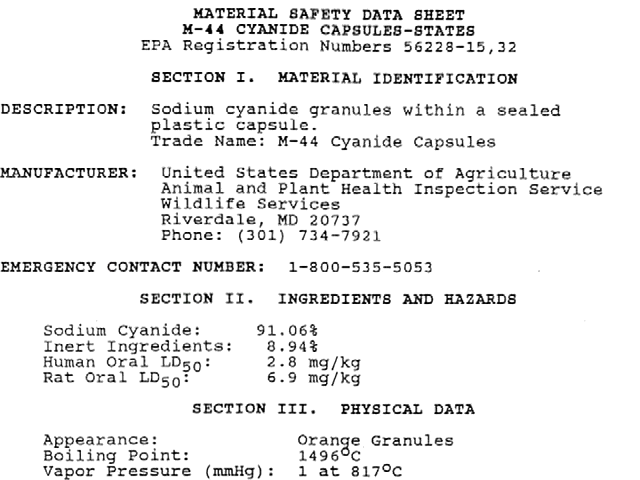 MATERIAL SAFETY DATA SHEET
M-44 CYANIDE CAPSULES-STATES
EPA Registration Numbers 56228-15,32
SECTION I. MATERIAL IDENTIFICATION
DESCRIPTION: Sodium cyanide granules within a sealed
plastic capsule.
Trade Name: M-44 Cyanide Capsules
MANUFACTURER: United States Department of Agriculture
Animal and Plant Health Inspection Service
Wildlife Services
Riverdale, MD 20737
Phone: (301) 734-7921
EMERGENCY CONTACT NUMBER: 1-800-535-5053
SECTION II. INGREDIENTS AND HAZARDS
Sodium Cyanide: 91.06%
Inert Ingredients: 8.94%
Human Oral LD50: 2.8 mg/kg
Rat Oral LD50: 6.9 mg/kg
SECTION III. PHYSICAL DATA
Appearance: Orange Granules
Boiling Point: 1496°C
Vapor Pressure (mmHg): 1 at 817°C